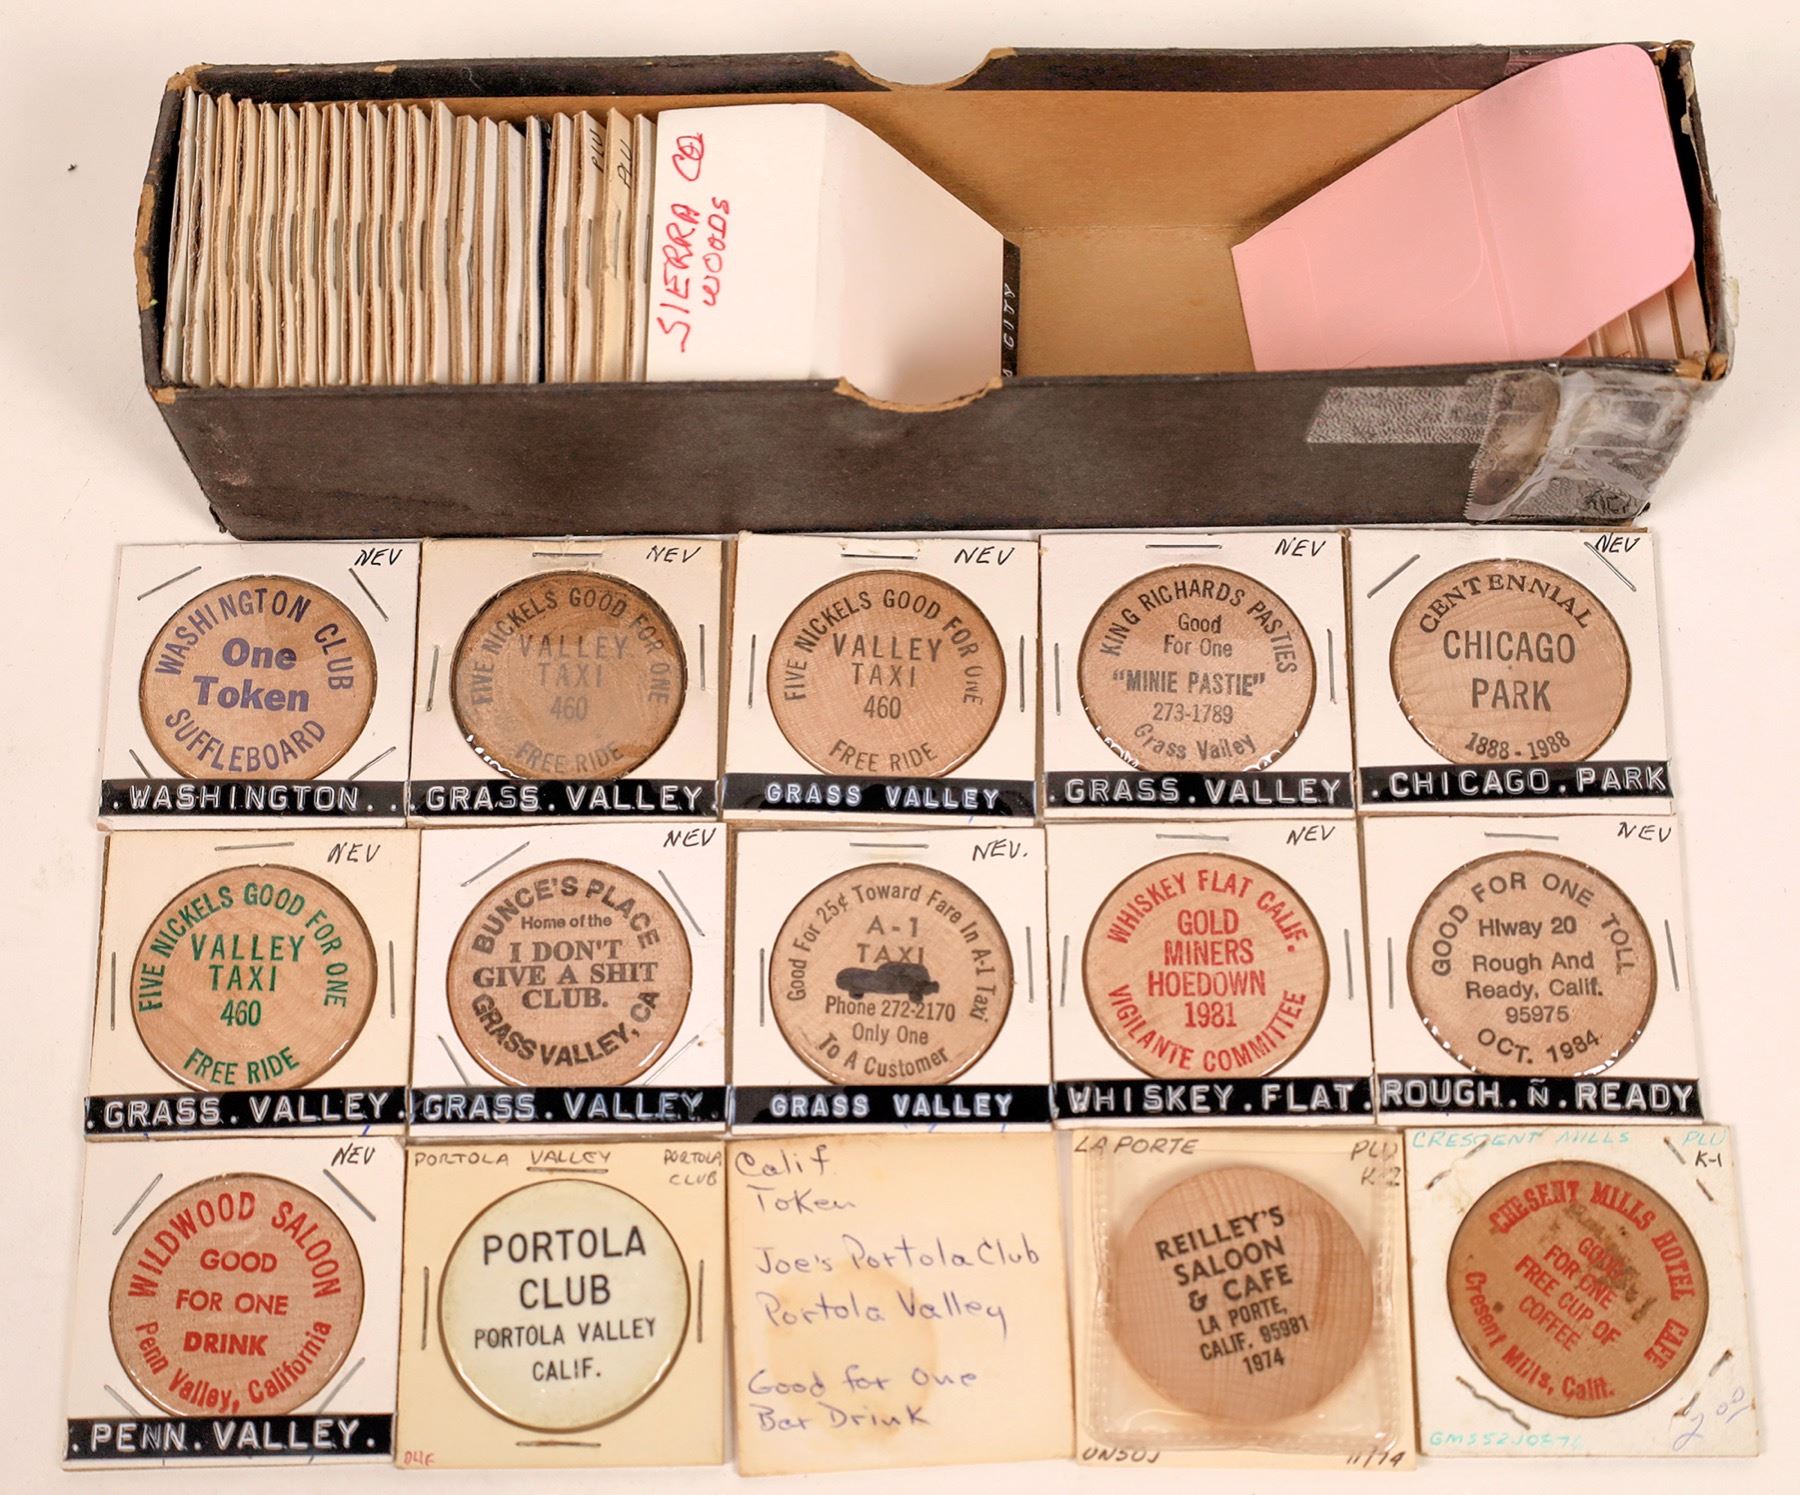 PLU
PLU
SIERRA CO
WOODS
NEV
WASHINGTON CLUB
One
Token
SUFFLEBOARD
.WASHINGTON..
NEV
FIVE NICKELS GOOD FOR ONE
VALLEY
TAXI
460
FREE RIDE
.GRASS.VALLEY.
NEV
FIVE NICKELS GOOD FOR ONE
VALLEY
TAXI
460
FREE RIDE
GRASS VALLEY
NEV
KING RICHARDS PASTIES
Good
For One
"MINIE PASTIE"
273-1789
Grass Valley
.GRASS.VALLEY
NEV
CENTENNIAL
CHICAGO
PARK
1888-1988
.CHICAGO.PARK
NEV
FIVE NICKELS GOOD FOR ONE
VALLEY
TAXI
460
FREE RIDE
.GRASS.VALLEY.
NEV
BUNCE'S PLACE
Home of the
I DON'T
GIVE A SHIT
CLUB.
GRASS VALLEY, CA
GRASS.VALLEY.
NEV.
Good For 25¢ Toward Fare In A-1 Taxi
A-1
TAXI
Phone 272-2170
Only One
To A Customer
GRASS VALLEY
NEV
WHISKEY FLAT CALIF.
GOLD
MINERS
HOEDOWN
1981
VIGILANTE COMMITTEE
WHISKEY.FLAT.
NEV
GOOD FOR ONE TOLL
Hiway 20
Rough And
Ready, Calif.
95975
OCT. 1984
ROUGH.Ñ.READY
NEV
WILDWOOD SALOON
GOOD
FOR ONE
DRINK
Penn Valley, California
.PENN.VALLEY.
PORTOLA VALLEY
PORTOLA
CLUB
PORTOLA
CLUB
PORTOLA VALLEY
CALIF.
Calif
Token
Joe's Portola Club
Portola Valley
Good for One
Bar Drink
LA PORTE
PLU
REILLEY'S
SALOON
& CAFE
LA PORTE,
CALIF. 95981
1974
UNSOJ
11/74
CRESCENT MILLS
PLU
K-1
CRESENT MILLS HOTEL CAFE
GOOD
FOR ONE
FREE CUP OF
COFFEE
Cresent Mills, Calif.
2 00